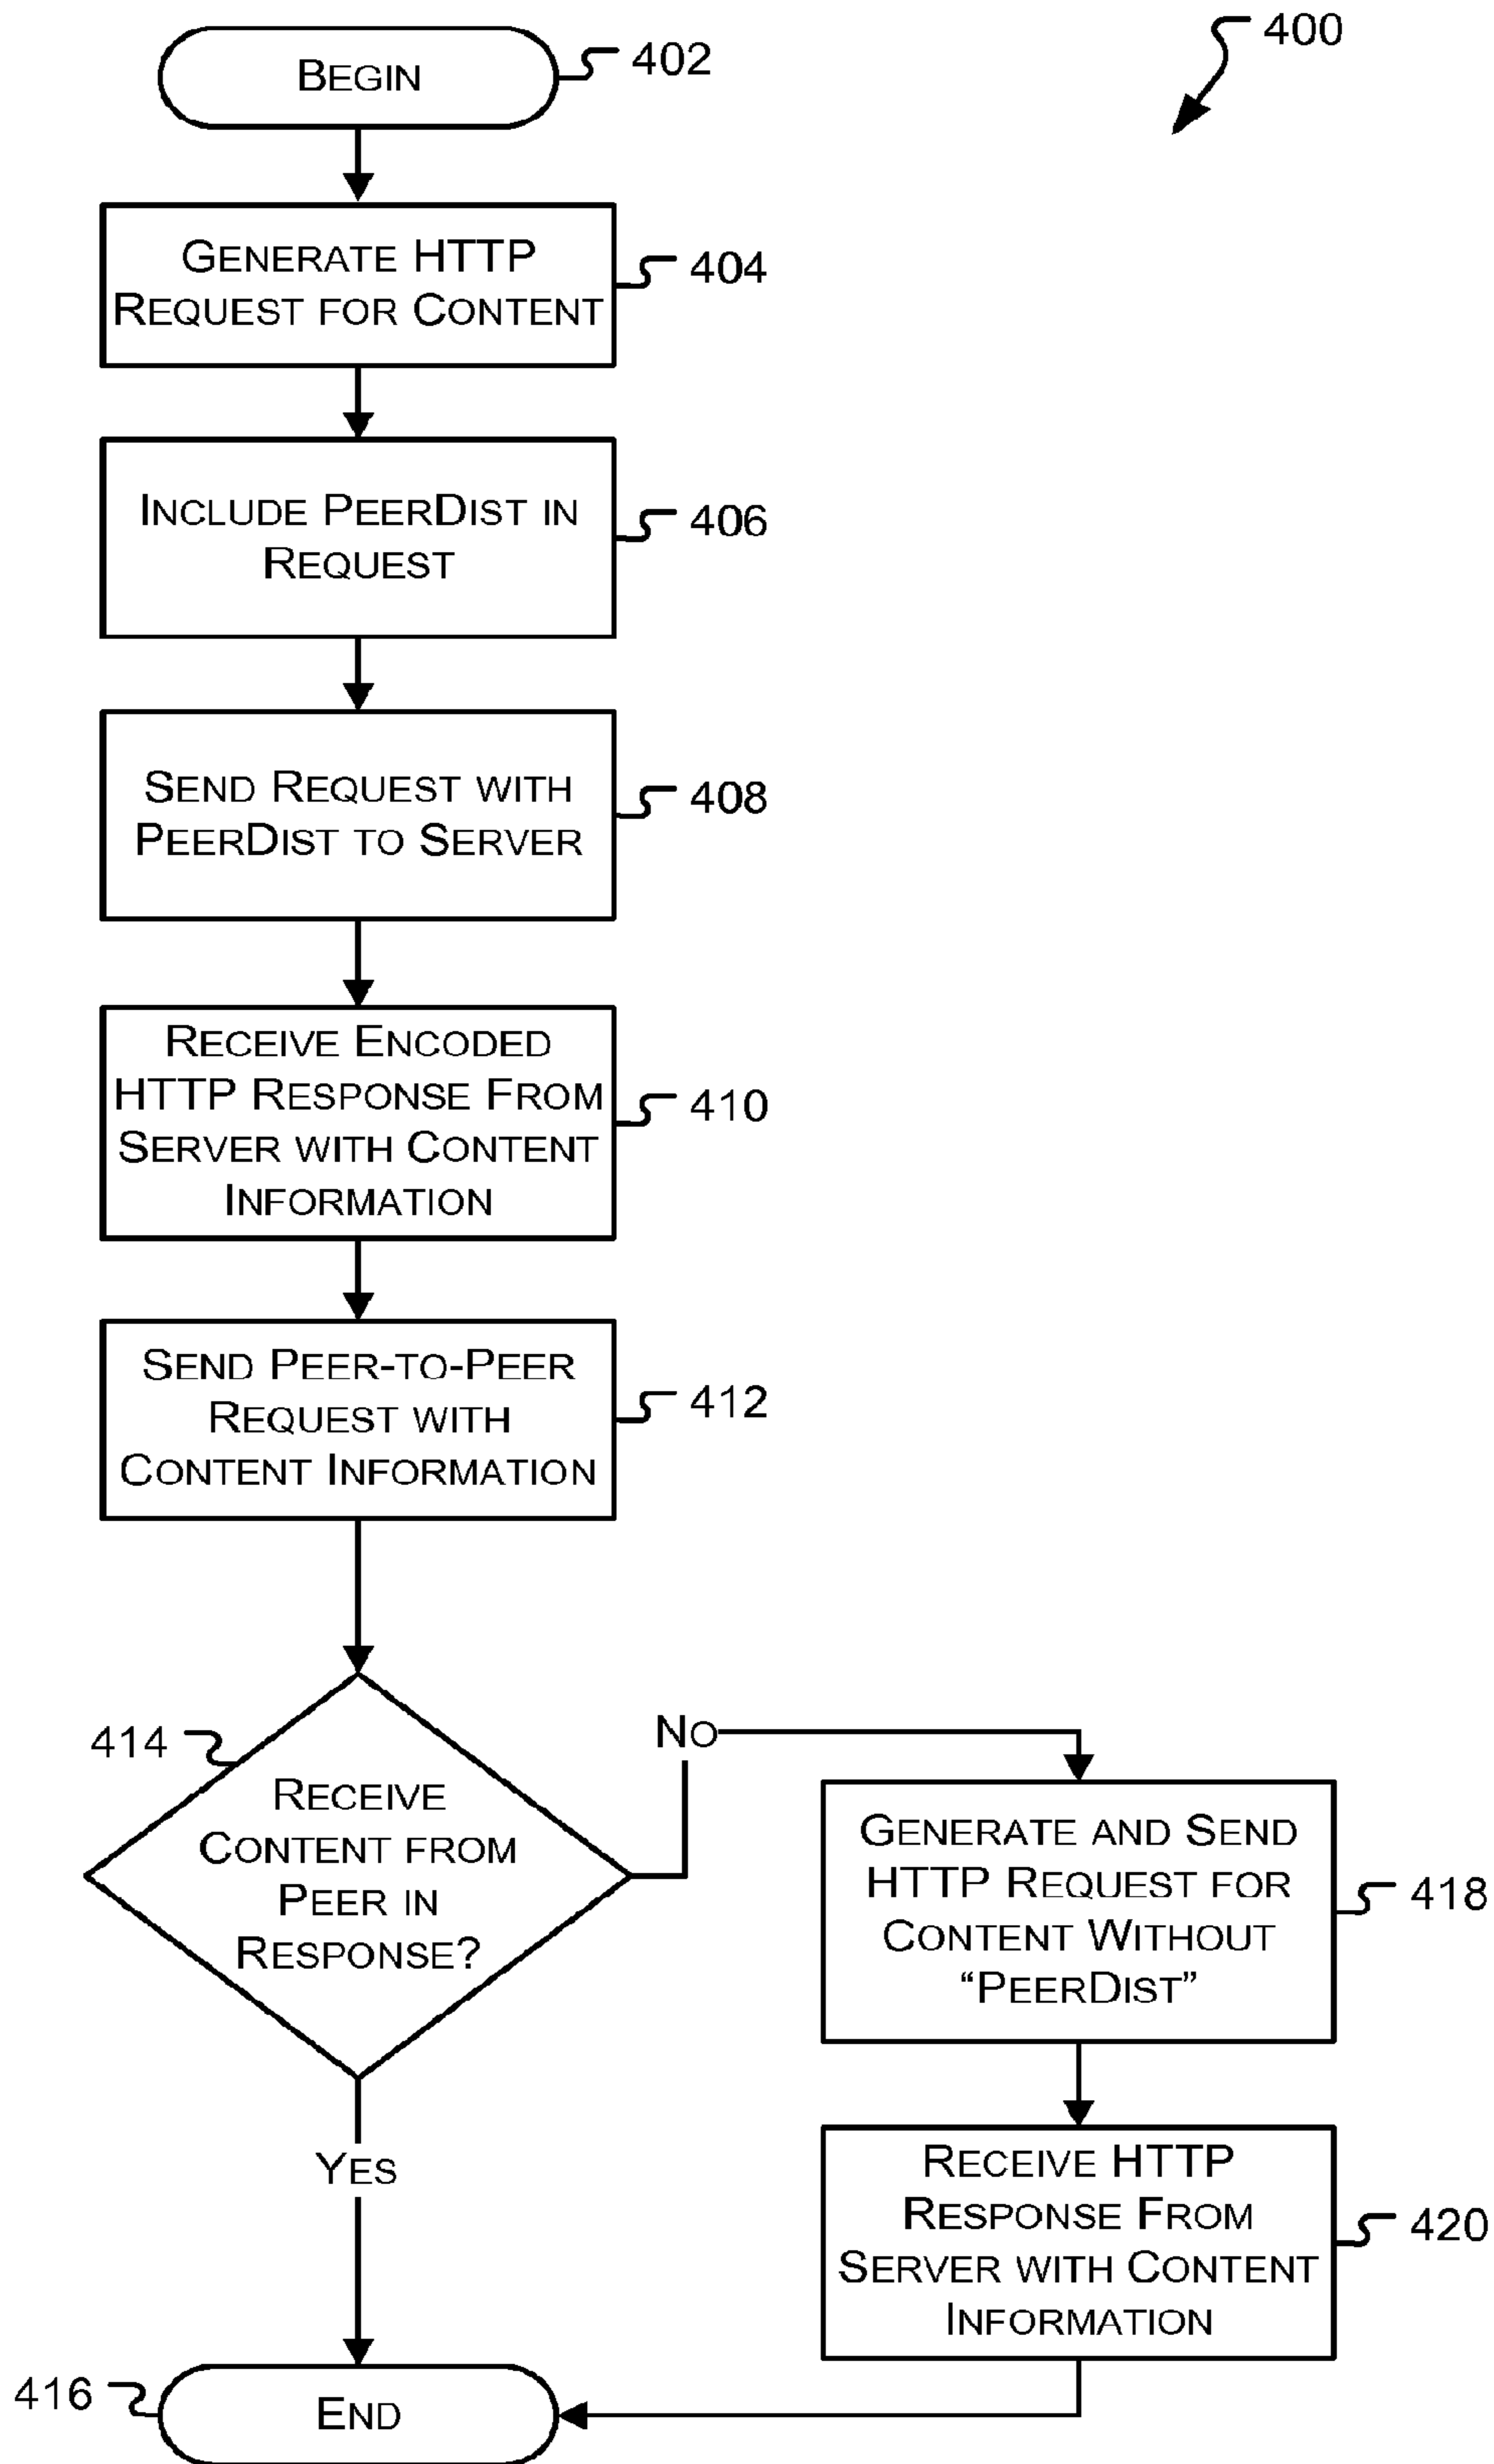 400
BEGIN
402
GENERATE HTTP
REQUEST FOR CONTENT
404
INCLUDE PEERDIST IN
REQUEST
406
SEND REQUEST WITH
PEERDIST TO SERVER
408
RECEIVE ENCODED
HTTP RESPONSE FROM
SERVER WITH CONTENT
INFORMATION
410
SEND PEER-TO-PEER
REQUEST WITH
CONTENT INFORMATION
412
414
RECEIVE
CONTENT FROM
PEER IN
RESPONSE?
NO
GENERATE AND SEND
HTTP REQUEST FOR
CONTENT WITHOUT
“PEERDIST”
418
YES
RECEIVE HTTP
RESPONSE FROM
SERVER WITH CONTENT
INFORMATION
420
416
END